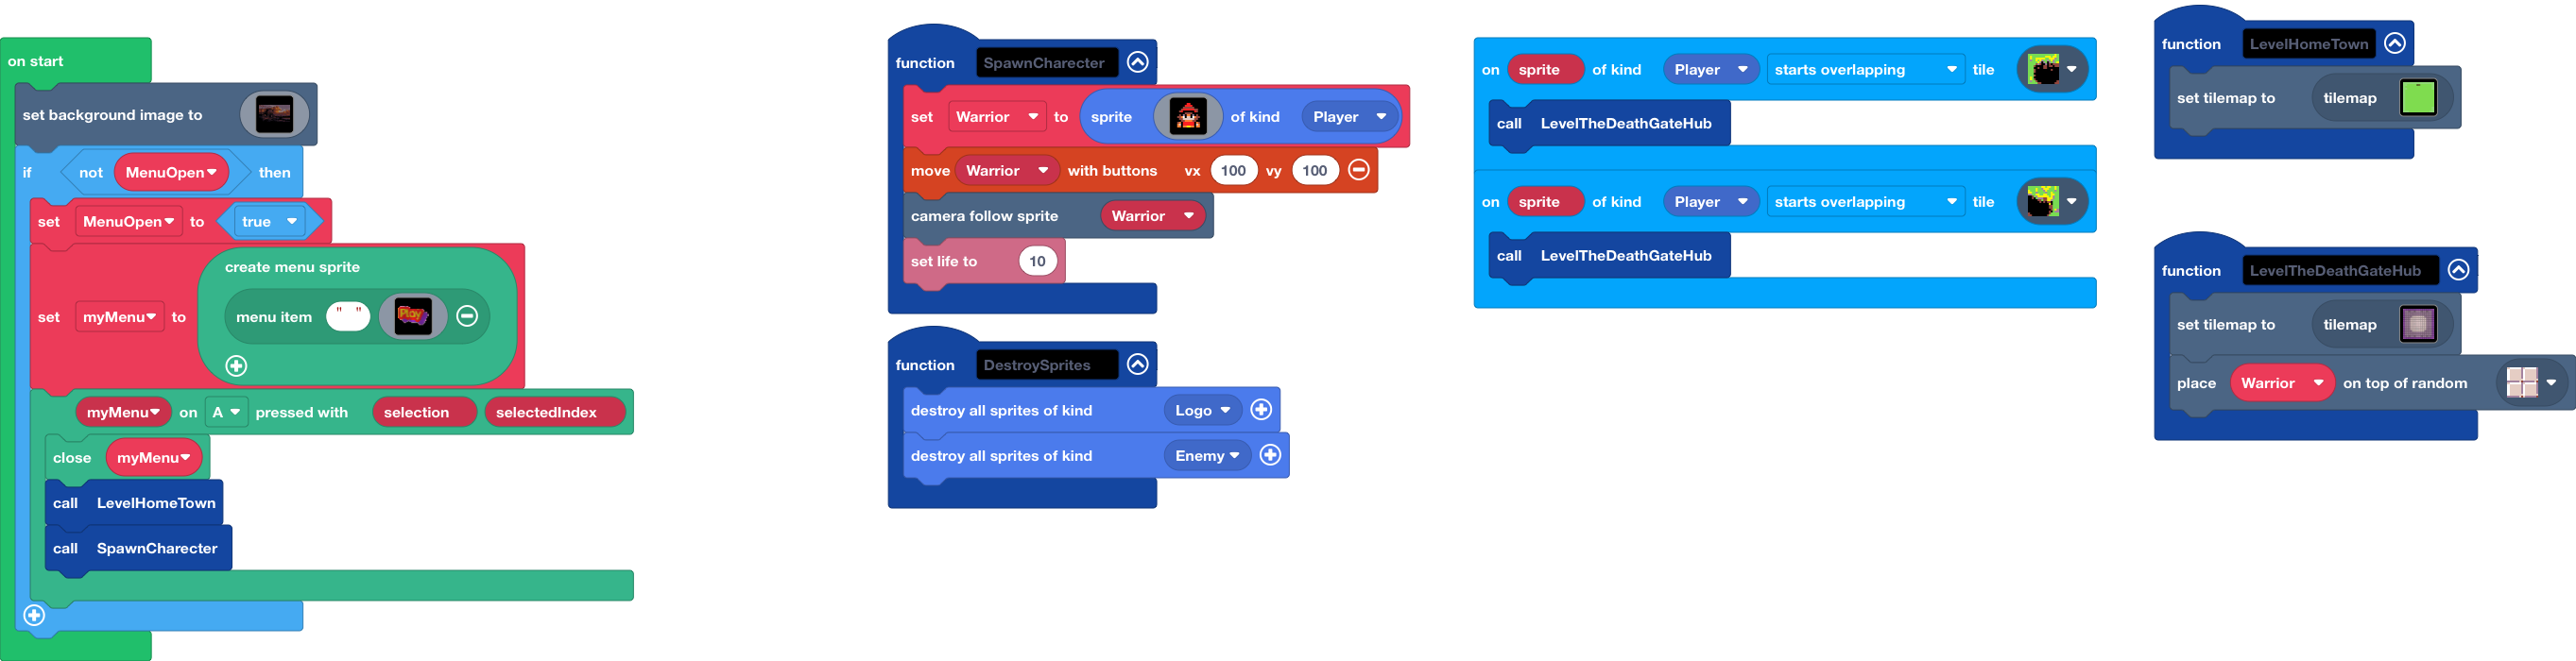 on start
set background image to
if not MenuOpen then
set MenuOpen to true
create menu sprite
set myMenu to menu item " " Play
myMenu on A pressed with selection selectedIndex
close myMenu
call LevelHomeTown
call SpawnCharecter
function SpawnCharecter
set Warrior to sprite of kind Player
move Warrior with buttons vx 100 vy 100
camera follow sprite Warrior
set life to 10
function DestroySprites
destroy all sprites of kind Logo
destroy all sprites of kind Enemy
on sprite of kind Player starts overlapping tile
call LevelTheDeathGateHub
on sprite of kind Player starts overlapping tile
call LevelTheDeathGateHub
function LevelHomeTown
set tilemap to tilemap
function LevelTheDeathGateHub
set tilemap to tilemap
place Warrior on top of random